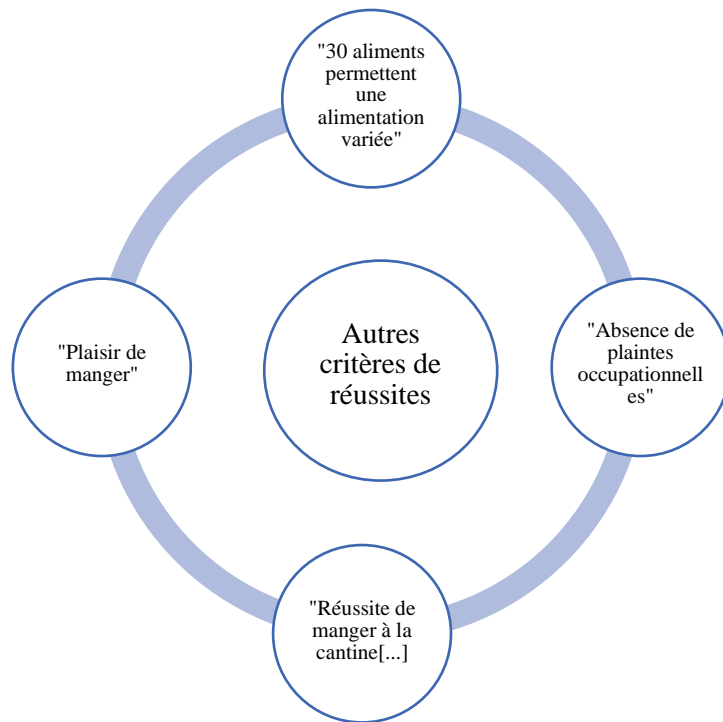 "30 aliments
permettent
une
alimentation
variée"
"Plaisir de
manger"
Autres
critères de
réussites
"Absence de
plaintes
occupationnell
es"
"Réussite de
manger à la
cantine[...]